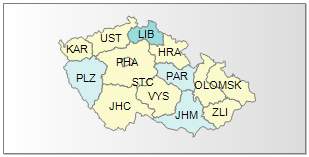 LIB
UST
KAR
HRA
PHA
PLZ
PAR
STC
OLOMSK
VYS
JHC
JHM
ZLI